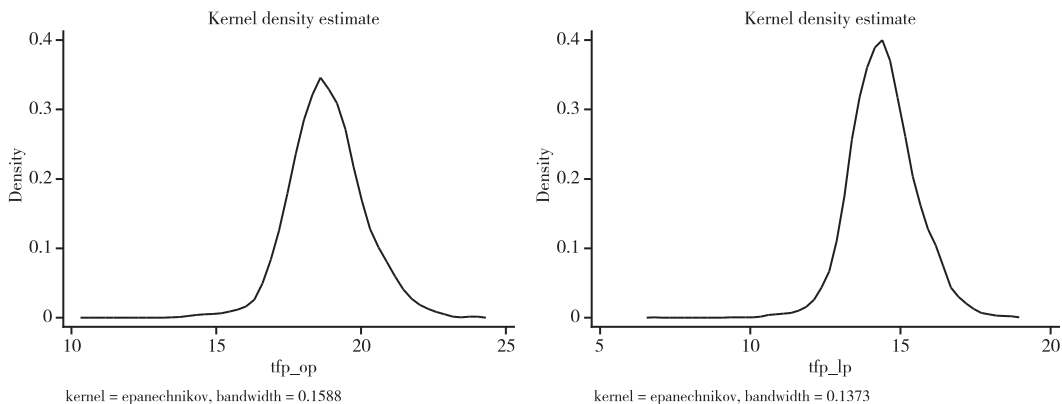 Kernel density estimate
0.4
0.3
0.2
0.1
0
Density
10 15 20 25
tfp_op
kernel = epanechnikov, bandwidth = 0.1588
Kernel density estimate
0.4
0.3
0.2
0.1
0
Density
5 10 15 20
tfp_lp
kernel = epanechnikov, bandwidth = 0.1373